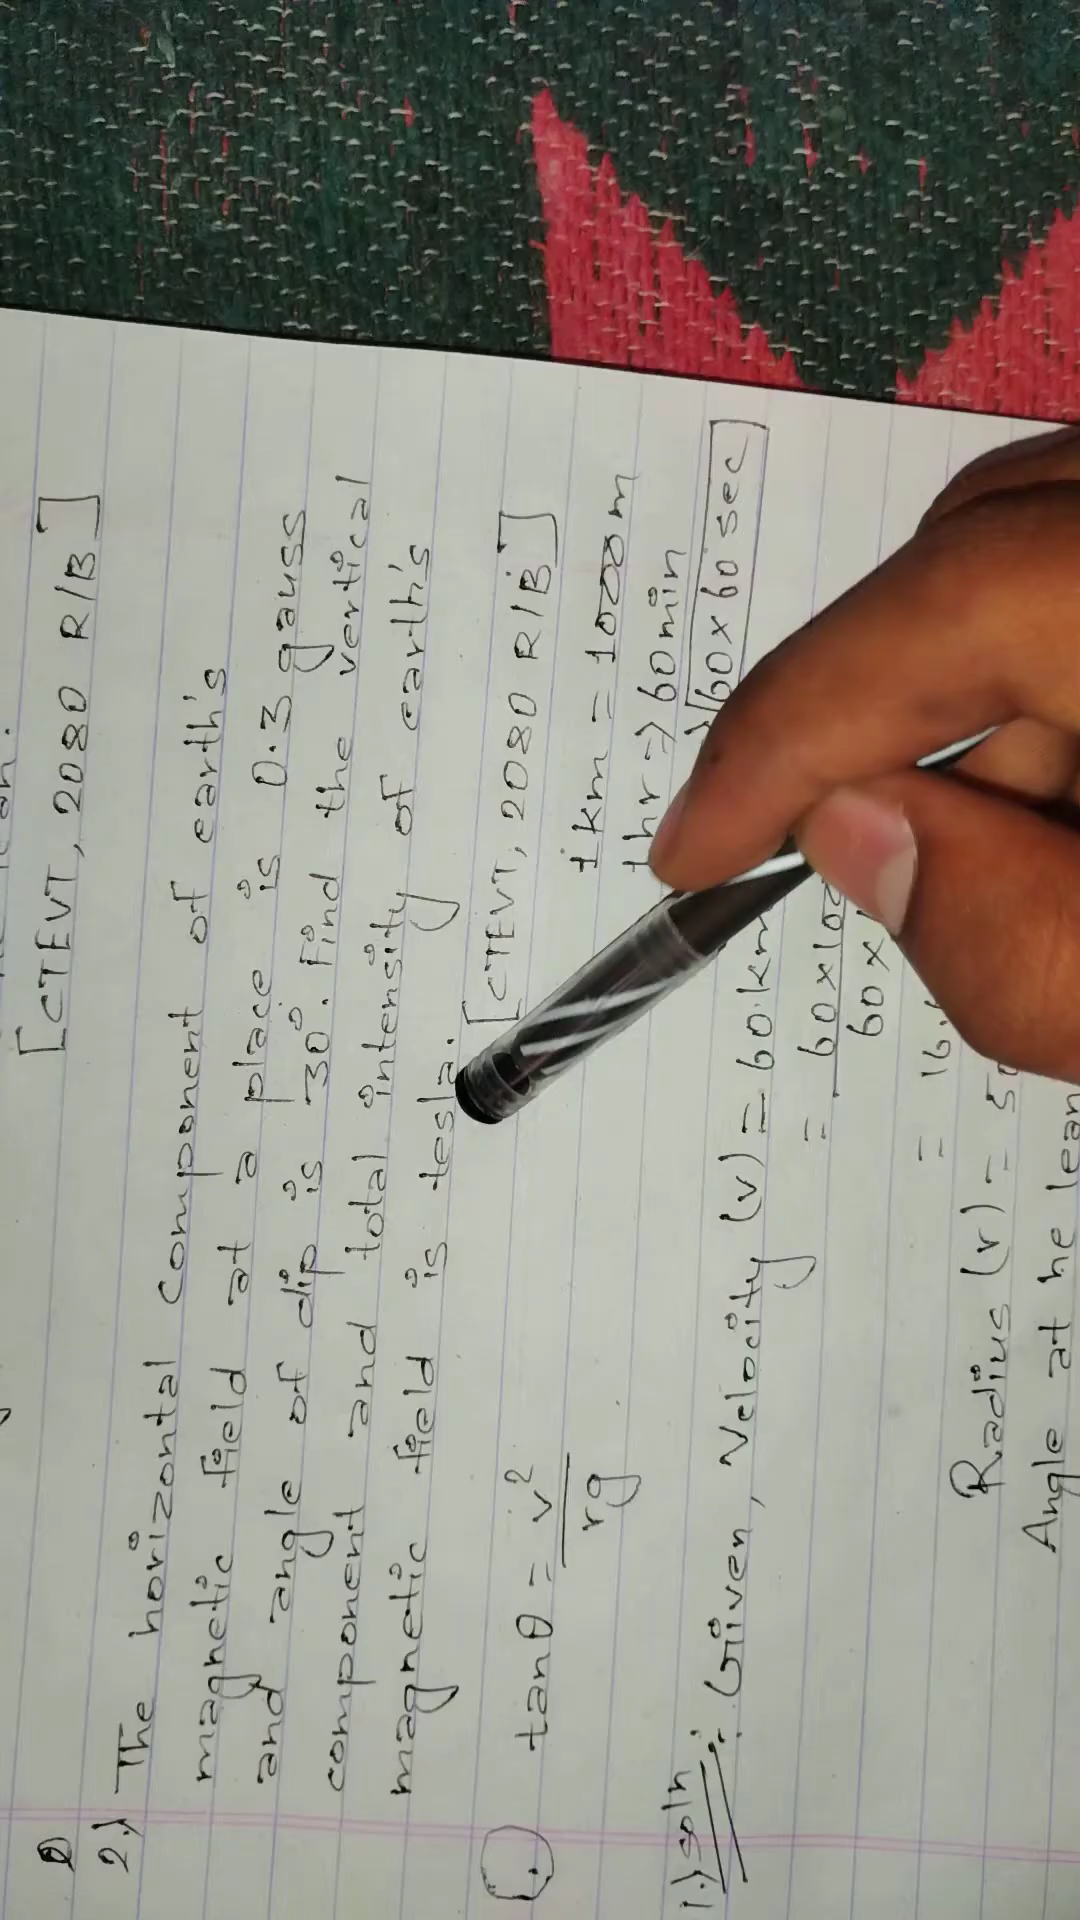 [CTEVT, 2080 R/B]
2.) The horizontal component of earth's
magnetic field at a place is 0.3 gauss
and angle of dip is 30°. Find the vertical
component and total intensity of earth's
magnetic field is tesla.
[CTEVT, 2080 R/B]
1. tanθ = v²
rg
1km = 1000m
1hr => 60min
60 x 60 sec
1.) soln: Given, Velocity (v) = 60 km
= 60 x
60 x
= 16.
Radius (r) = 50
Angle at he lean